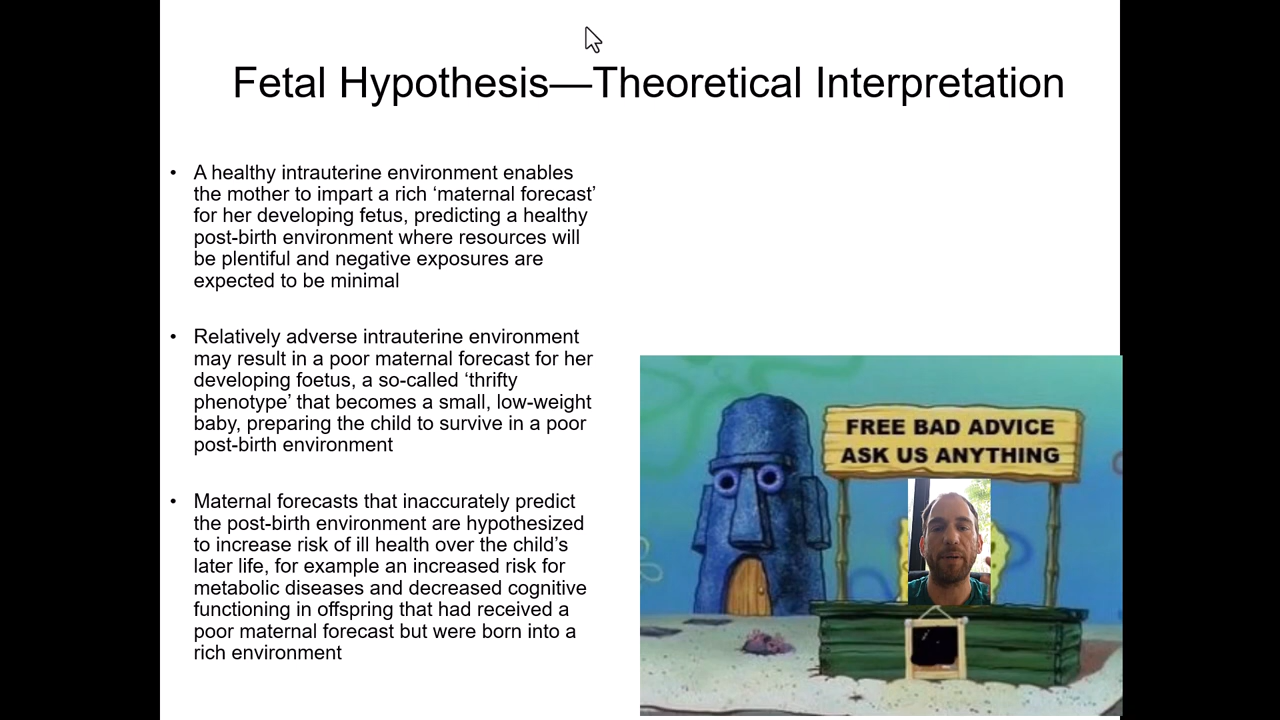 Fetal Hypothesis—Theoretical Interpretation
• A healthy intrauterine environment enables
the mother to impart a rich ‘maternal forecast’
for her developing fetus, predicting a healthy
post-birth environment where resources will
be plentiful and negative exposures are
expected to be minimal
• Relatively adverse intrauterine environment
may result in a poor maternal forecast for her
developing foetus, a so-called ‘thrifty
phenotype’ that becomes a small, low-weight
baby, preparing the child to survive in a poor
post-birth environment
• Maternal forecasts that inaccurately predict
the post-birth environment are hypothesized
to increase risk of ill health over the child’s
later life, for example an increased risk for
metabolic diseases and decreased cognitive
functioning in offspring that had received a
poor maternal forecast but were born into a
rich environment
FREE BAD ADVICE
ASK US ANYTHING